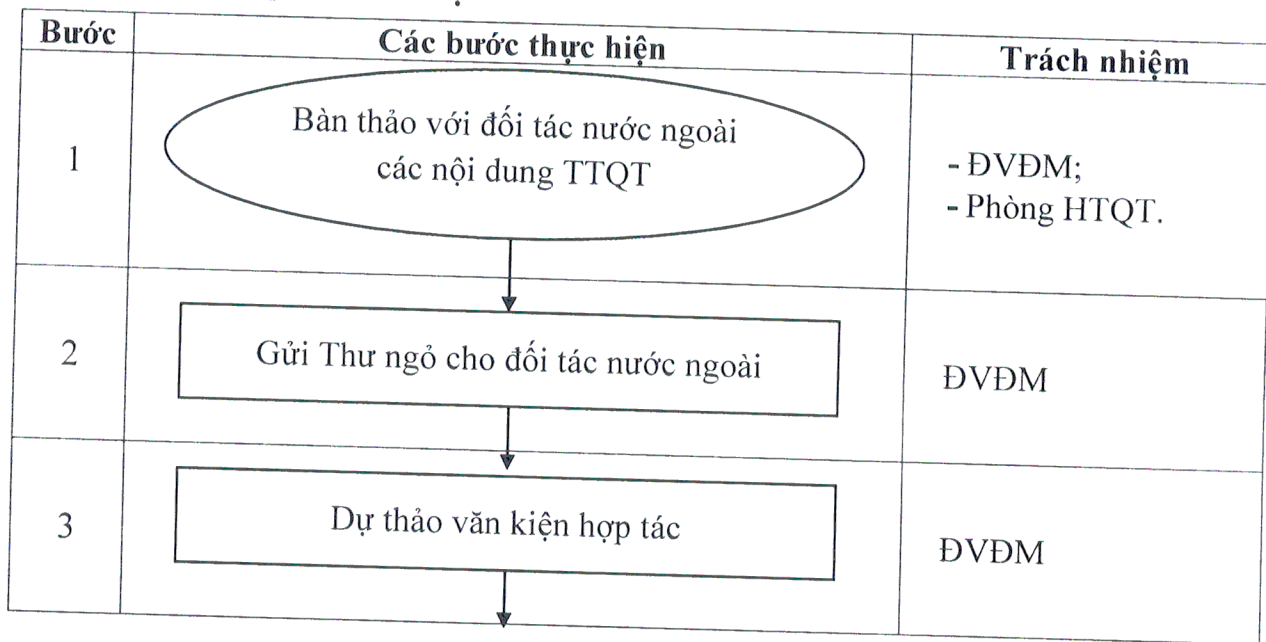 Bước
Các bước thực hiện
Trách nhiệm
1
Bàn thảo với đối tác nước ngoài
các nội dung TTQT
- ĐVĐM;
- Phòng HTQT.
2
Gửi Thư ngỏ cho đối tác nước ngoài
ĐVĐM
3
Dự thảo văn kiện hợp tác
ĐVĐM